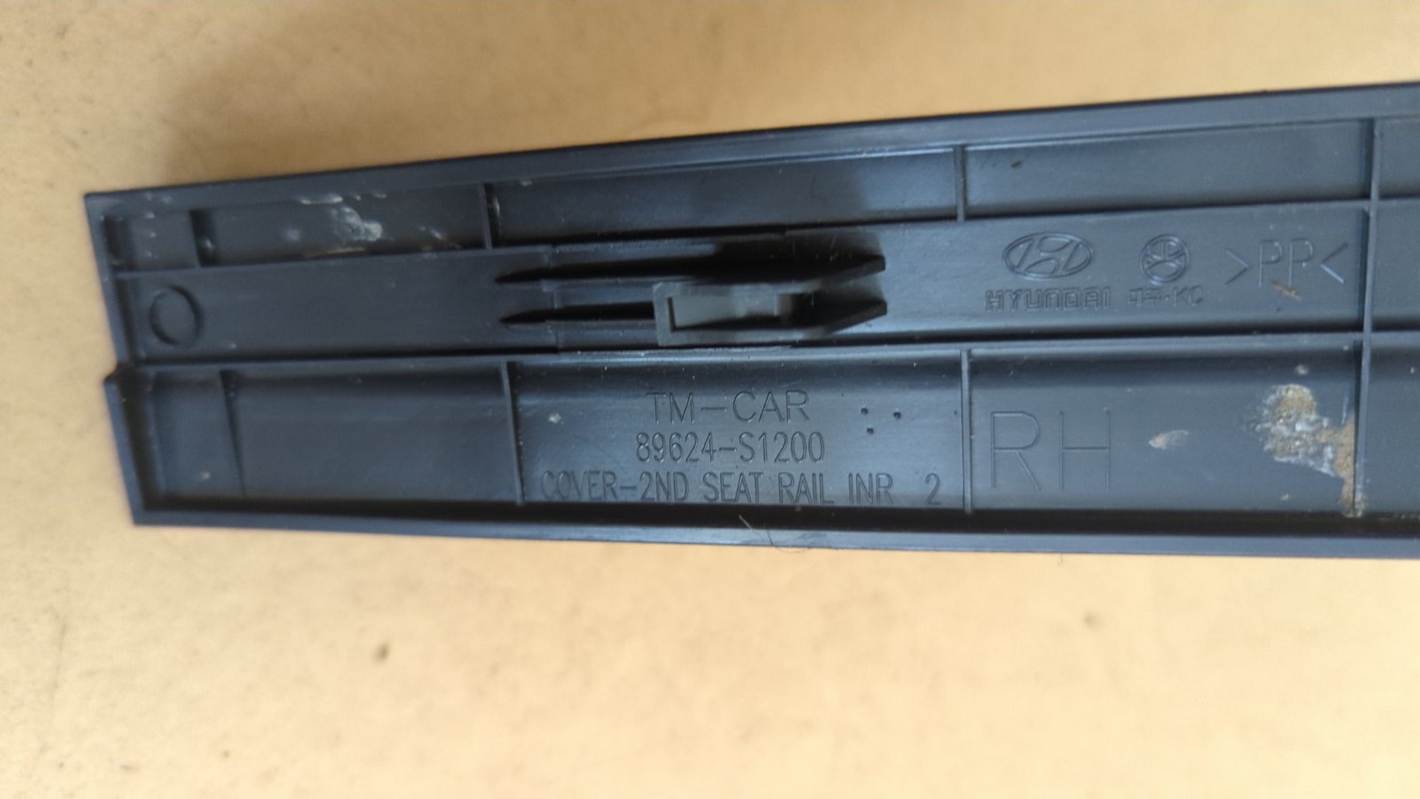 HYUNDAI
>PP<
TM-CAR
89624-S1200
COVER-2ND SEAT RAIL INR 2
RH